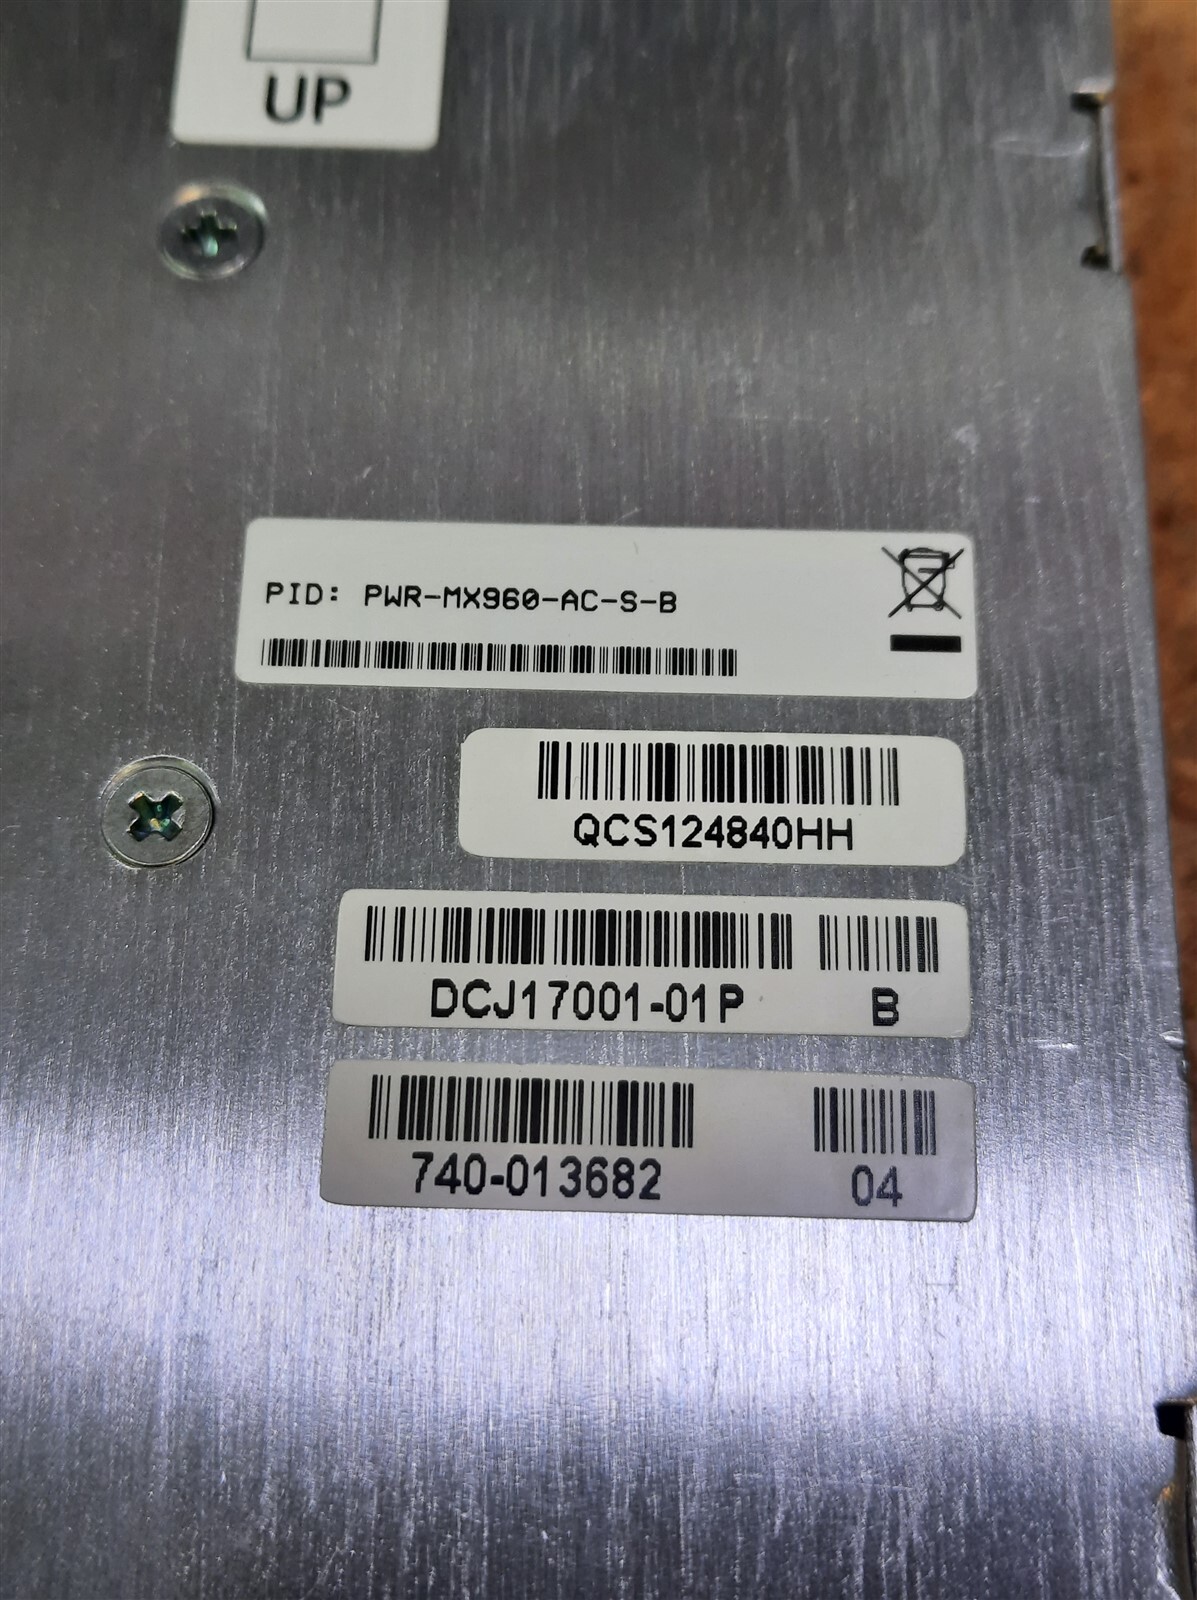 UP
PID: PWR-MX960-AC-S-B
QCS124840HH
DCJ17001-01P B
740-013682 04